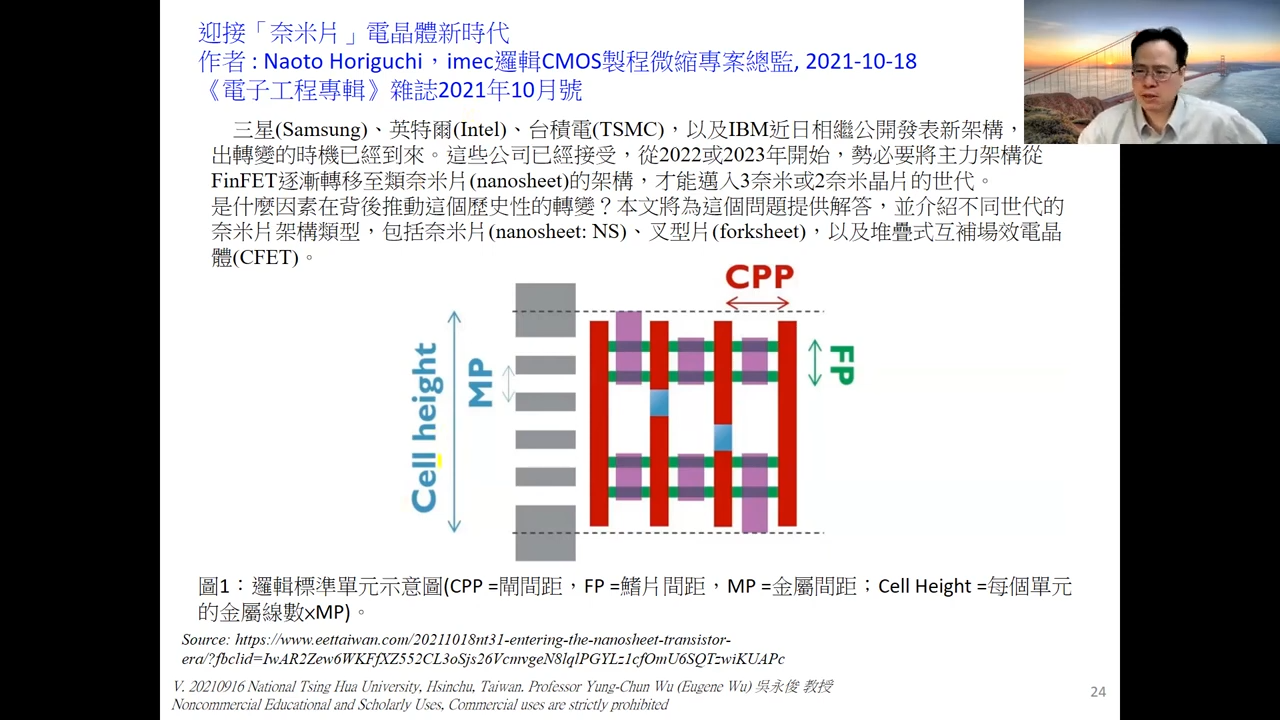 迎接「奈米片」電晶體新時代
作者 : Naoto Horiguchi，imec邏輯CMOS製程微縮專案總監, 2021-10-18
《電子工程專輯》雜誌2021年10月號
三星(Samsung)、英特爾(Intel)、台積電(TSMC)，以及IBM近日相繼公開發表新架構，
出轉變的時機已經到來。這些公司已經接受，從2022或2023年開始，勢必要將主力架構從
FinFET逐漸轉移至類奈米片(nanosheet)的架構，才能邁入3奈米或2奈米晶片的世代。
是什麼因素在背後推動這個歷史性的轉變？本文將為這個問題提供解答，並介紹不同世代的
奈米片架構類型，包括奈米片(nanosheet: NS)、叉型片(forksheet)，以及堆疊式互補場效電晶
體(CFET)。
CPP
Cell height
MP
FP
圖1：邏輯標準單元示意圖(CPP =閘間距，FP =鰭片間距，MP =金屬間距；Cell Height =每個單元
的金屬線數xMP)。
Source: https://www.eettaiwan.com/20211018nt31-entering-the-nanosheet-transistor-
era/?fbclid=IwAR2Zew6WKFfXZ552CL3oSjs26VcmvgeN8lqlPGYLz1cfOmU6SQTzwiKUAPc
V. 20210916 National Tsing Hua University, Hsinchu, Taiwan. Professor Yung-Chun Wu (Eugene Wu) 吳永俊 教授
Noncommercial Educational and Scholarly Uses, Commercial uses are strictly prohibited
24